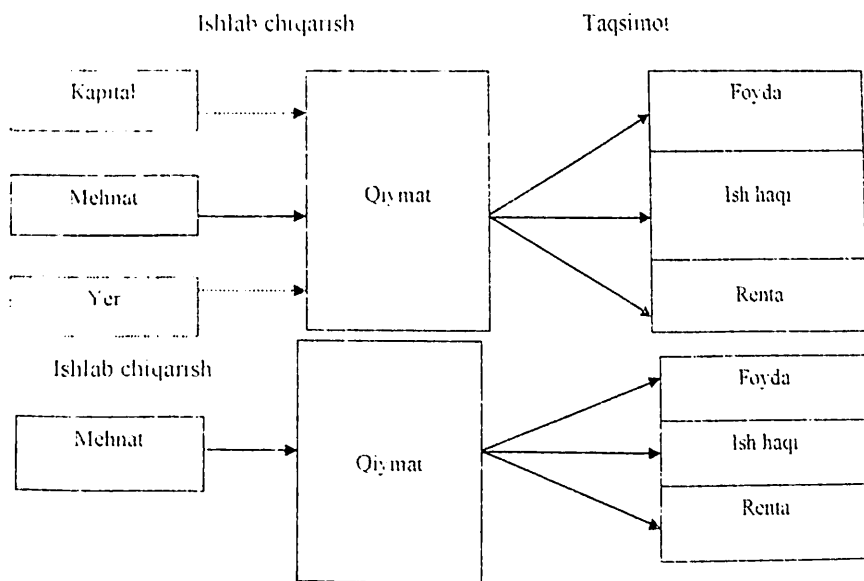 Ishlab chiqarish Taqsimot
Kapital
Foyda
Mehnat
Qiymat
Ish haqi
Yer
Renta
Ishlab chiqarish
Foyda
Mehnat
Qiymat
Ish haqi
Renta